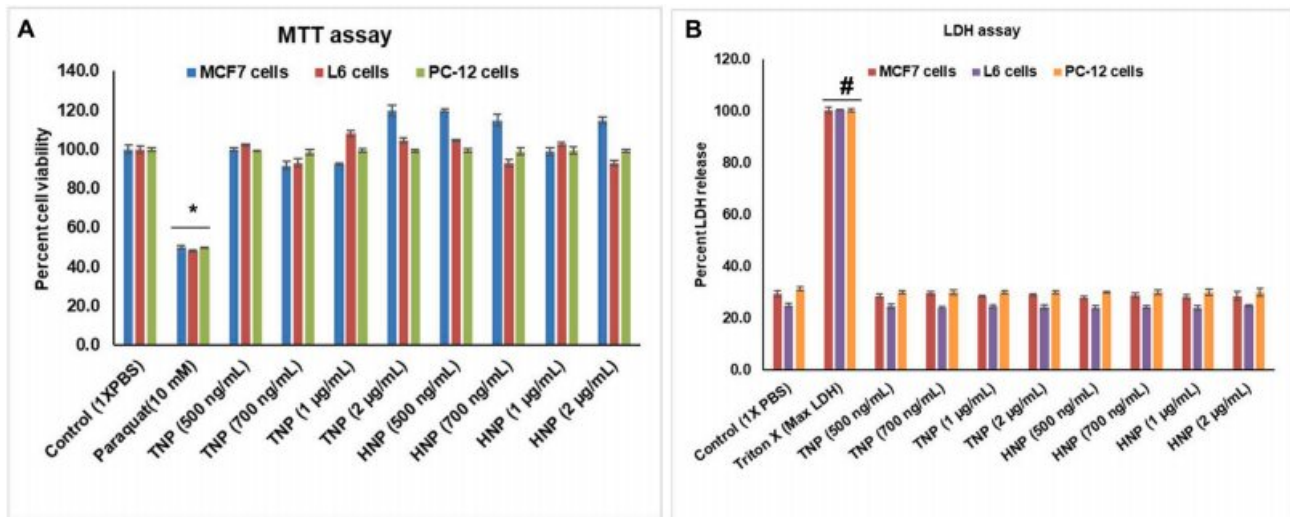 A
MTT assay
MCF7 cells L6 cells PC-12 cells
Percent cell viability
140.0
120.0
100.0
80.0
60.0
40.0
20.0
0.0
*
Control (1XPBS)
Paraquat(10 mM)
TNP (500 ng/mL)
TNP (700 ng/mL)
TNP (1 µg/mL)
TNP (2 µg/mL)
HNP (500 ng/mL)
HNP (700 ng/mL)
HNP (1 µg/mL)
HNP (2 µg/mL)
B
LDH assay
MCF7 cells L6 cells PC-12 cells
Percent LDH release
120.0
100.0
80.0
60.0
40.0
20.0
0.0
#
Control (1X PBS)
Triton X (Max LDH)
TNP (500 ng/mL)
TNP (700 ng/mL)
TNP (1 µg/mL)
TNP (2 µg/mL)
HNP (500 ng/mL)
HNP (700 ng/mL)
HNP (1 µg/mL)
HNP (2 µg/mL)